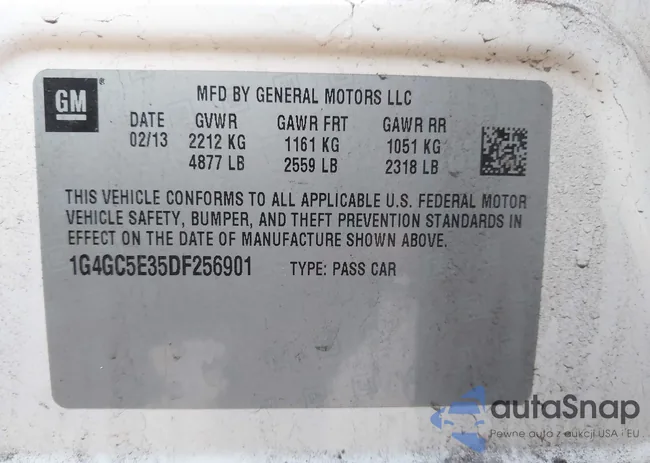 GM
MFD BY GENERAL MOTORS LLC
DATE GVWR GAWR FRT GAWR RR
02/13 2212 KG 1161 KG 1051 KG
4877 LB 2559 LB 2318 LB
THIS VEHICLE CONFORMS TO ALL APPLICABLE U.S. FEDERAL MOTOR
VEHICLE SAFETY, BUMPER, AND THEFT PREVENTION STANDARDS IN
EFFECT ON THE DATE OF MANUFACTURE SHOWN ABOVE.
1G4GC5E35DF256901 TYPE: PASS CAR
autaSnap
Pewne auta z aukcji USA i EU